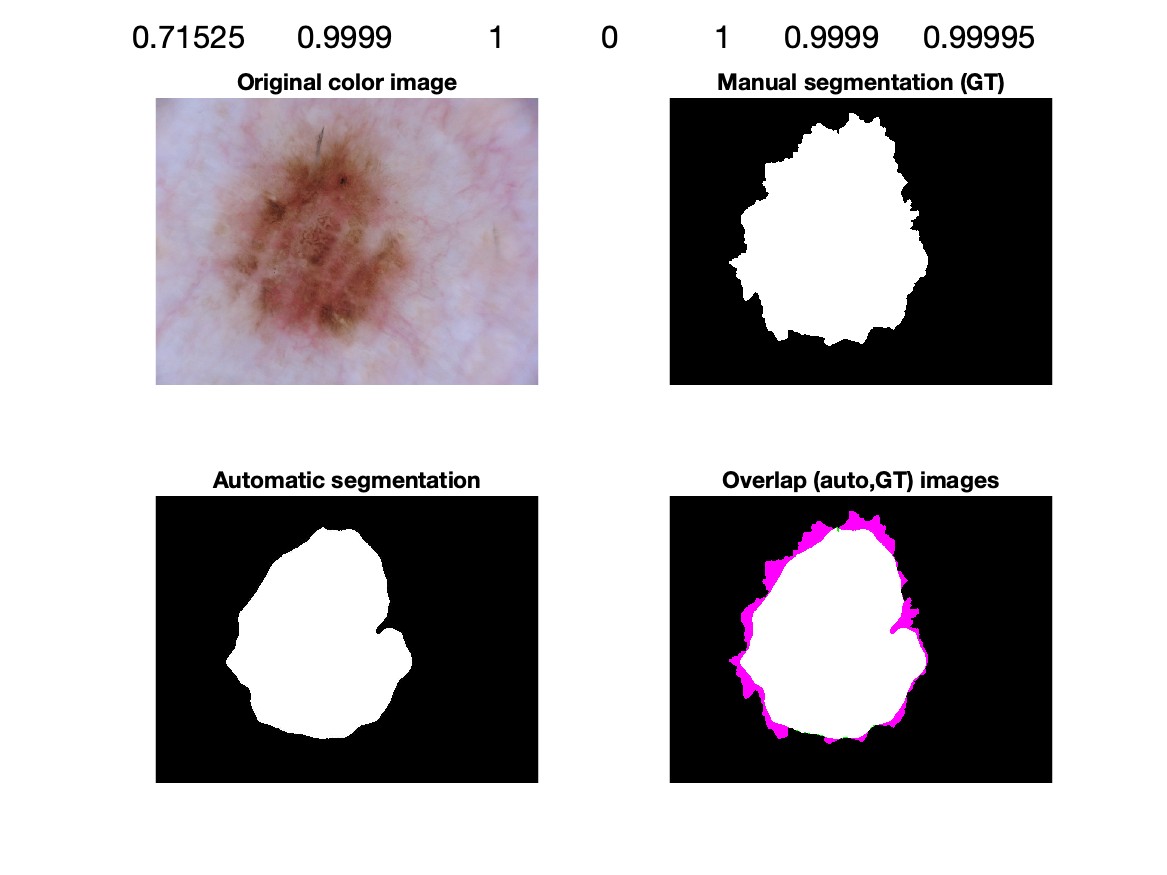 0.71525 0.9999 1 0 1 0.9999 0.99995
Original color image
Manual segmentation (GT)
Automatic segmentation
Overlap (auto,GT) images